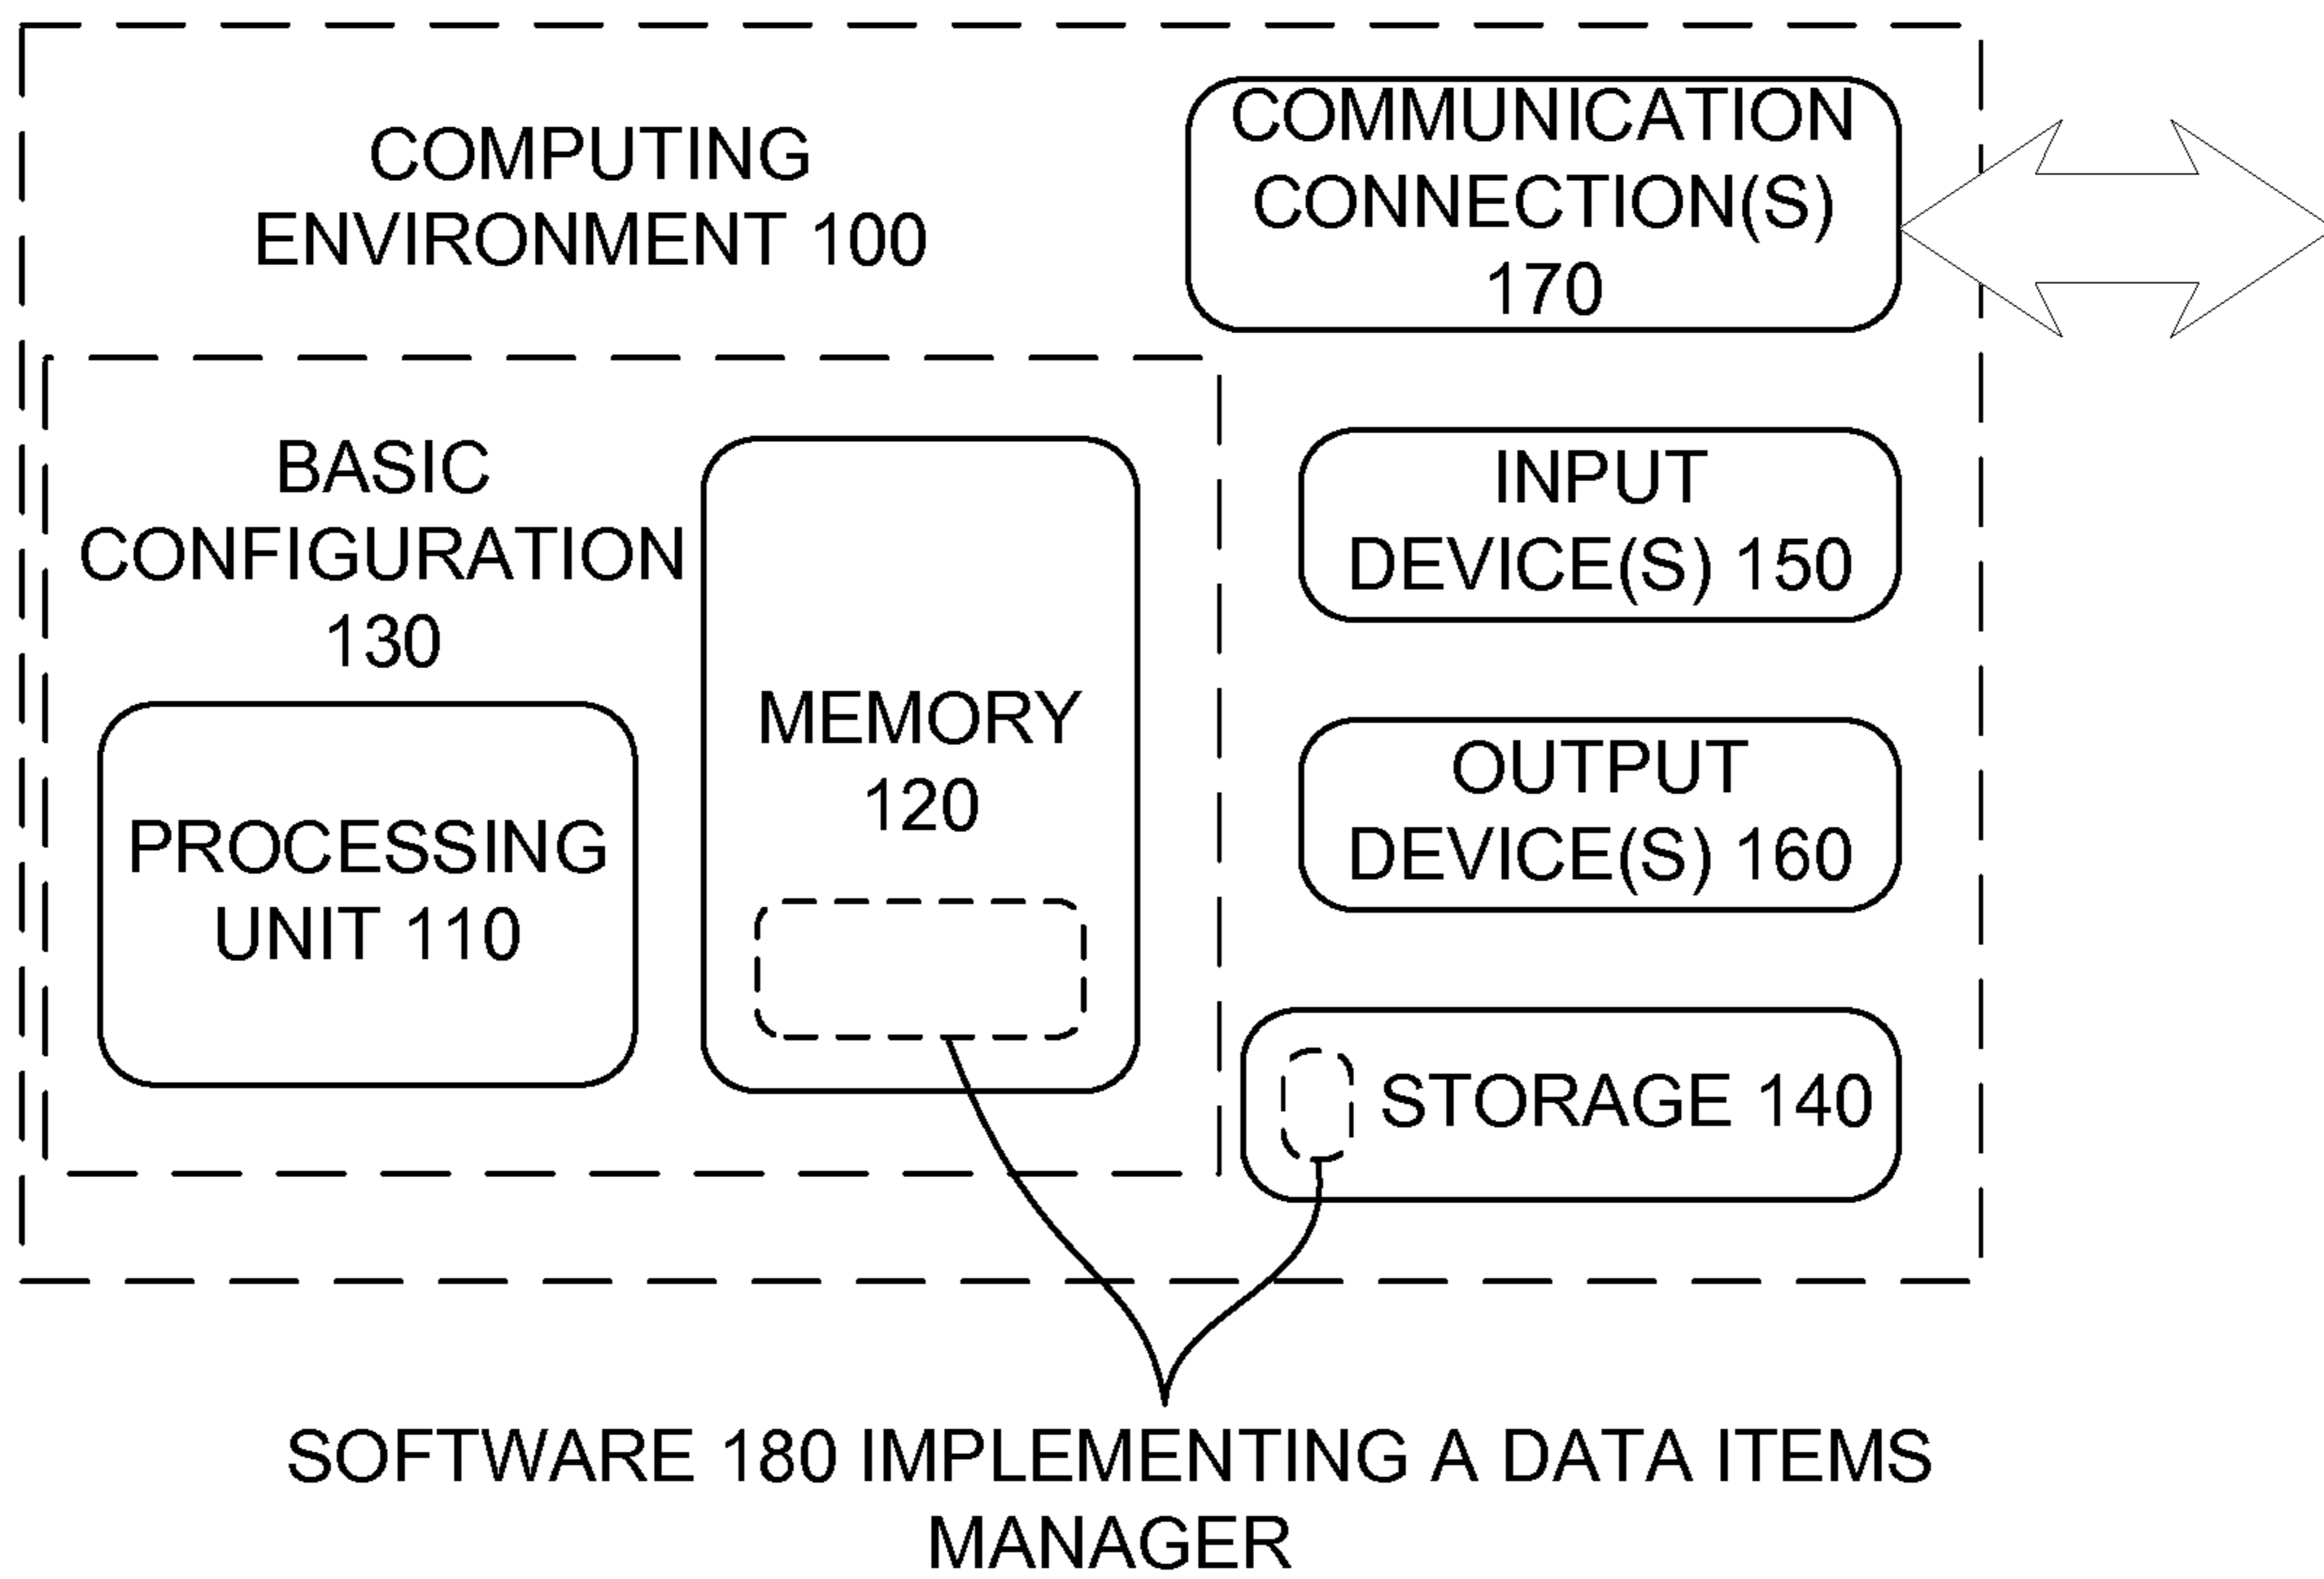 COMPUTING
ENVIRONMENT 100
COMMUNICATION
CONNECTION(S)
170
BASIC
CONFIGURATION
130
PROCESSING
UNIT 110
MEMORY
120
INPUT
DEVICE(S) 150
OUTPUT
DEVICE(S) 160
STORAGE 140
SOFTWARE 180 IMPLEMENTING A DATA ITEMS
MANAGER